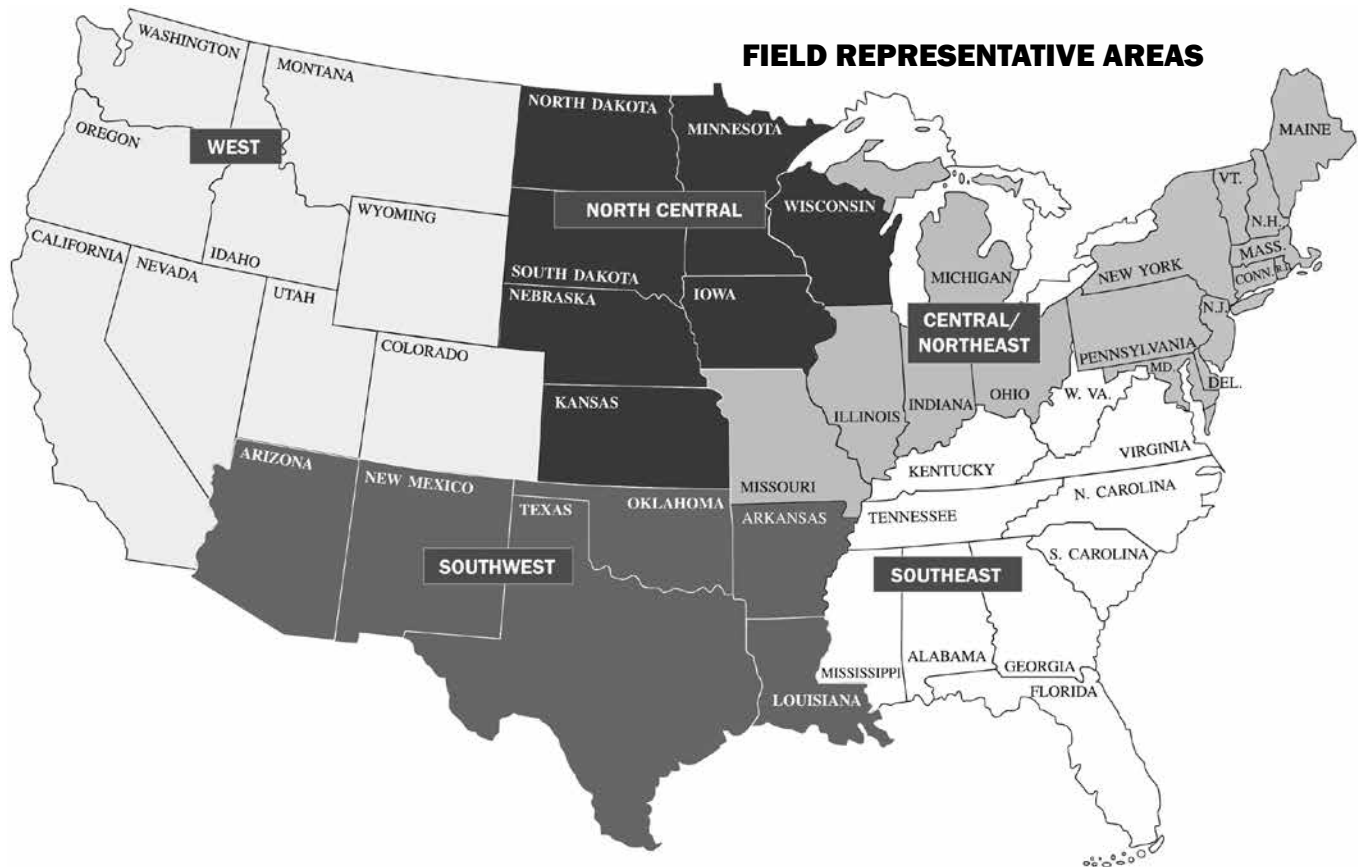 FIELD REPRESENTATIVE AREAS
WASHINGTON
MONTANA
OREGON
WEST
WYOMING
CALIFORNIA
NEVADA
IDAHO
UTAH
COLORADO
NORTH DAKOTA
MINNESOTA
NORTH CENTRAL
WISCONSIN
SOUTH DAKOTA
NEBRASKA
IOWA
KANSAS
MAINE
VT.
N.H.
MASS.
CONN.
R.I.
NEW YORK
MICHIGAN
CENTRAL/
NORTHEAST
N.J.
PENNSYLVANIA
MD.
DEL.
OHIO
INDIANA
ILLINOIS
MISSOURI
W. VA.
VIRGINIA
KENTUCKY
N. CAROLINA
TENNESSEE
S. CAROLINA
SOUTHEAST
MISSISSIPPI
ALABAMA
GEORGIA
FLORIDA
ARIZONA
NEW MEXICO
TEXAS
OKLAHOMA
ARKANSAS
SOUTHWEST
LOUISIANA